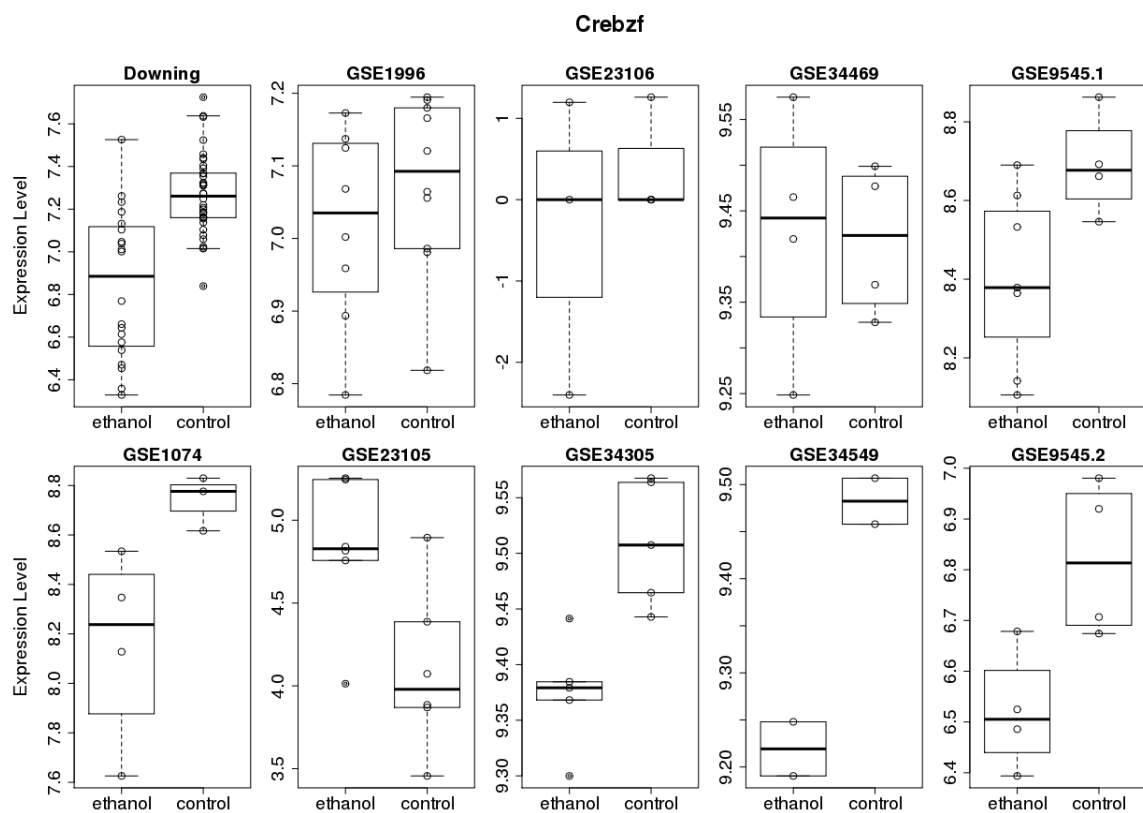 Crebzf
Downing GSE1996 GSE23106 GSE34469 GSE9545.1
Expression Level
7.6 7.4 7.2 7.0 6.8 6.6 6.4
7.2 7.1 7.0 6.9 6.8
1 0 -1 -2
9.55 9.45 9.35 9.25
8.8 8.6 8.4 8.2
ethanol control ethanol control ethanol control ethanol control ethanol control
GSE1074 GSE23105 GSE34305 GSE34549 GSE9545.2
Expression Level
8.8 8.6 8.4 8.2 8.0 7.8 7.6
5.0 4.5 4.0 3.5
9.55 9.50 9.45 9.40 9.35 9.30
9.50 9.40 9.30 9.20
7.0 6.9 6.8 6.7 6.6 6.5 6.4
ethanol control ethanol control ethanol control ethanol control ethanol control